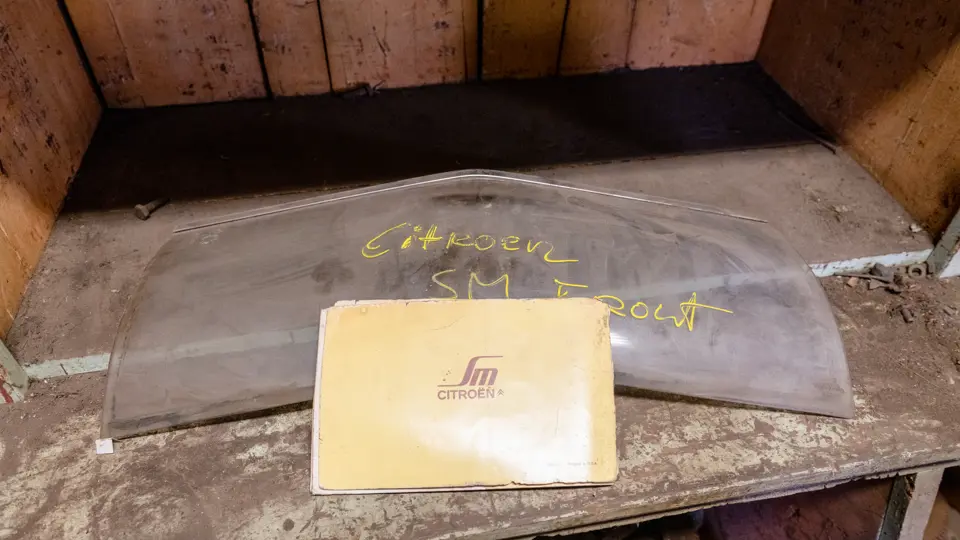 Citroen
SM FRONT
Sm
CITROËN